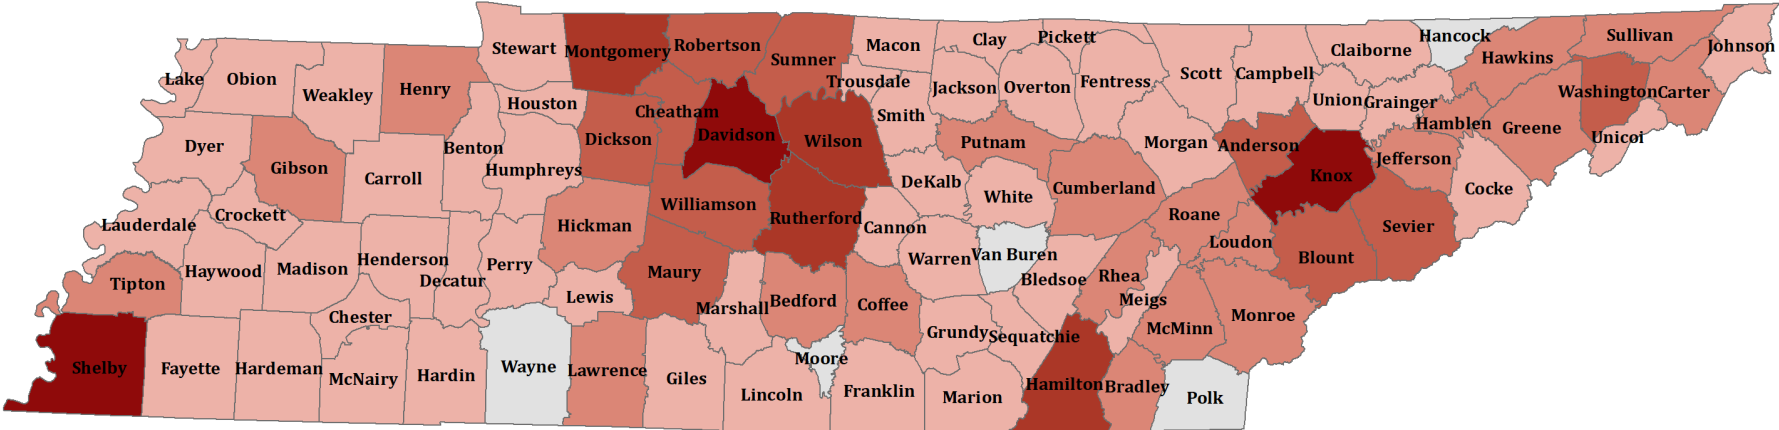 Hancock
Stewart
Montgomery
Robertson
Sumner
Macon
Clay
Pickett
Scott
Campbell
Claiborne
Hawkins
Sullivan
Johnson
Lake
Obion
Weakley
Henry
Houston
Cheatham
Trousdale
Jackson
Overton
Fentress
Union
Grainger
Washington
Carter
Smith
Dyer
Gibson
Carroll
Benton
Humphreys
Dickson
Davidson
Wilson
Putnam
Morgan
Anderson
Hamblen
Greene
Unicoi
Lauderdale
Crockett
Hickman
Williamson
Rutherford
Cannon
DeKalb
White
Cumberland
Roane
Knox
Jefferson
Cocke
Tipton
Haywood
Madison
Henderson
Decatur
Perry
Lewis
Maury
Marshall
Bedford
Coffee
Warren
Van Buren
Bledsoe
Rhea
Meigs
Loudon
Blount
Sevier
Chester
Grundy
Sequatchie
McMinn
Monroe
Shelby
Fayette
Hardeman
McNairy
Hardin
Wayne
Lawrence
Giles
Lincoln
Moore
Franklin
Marion
Hamilton
Bradley
Polk